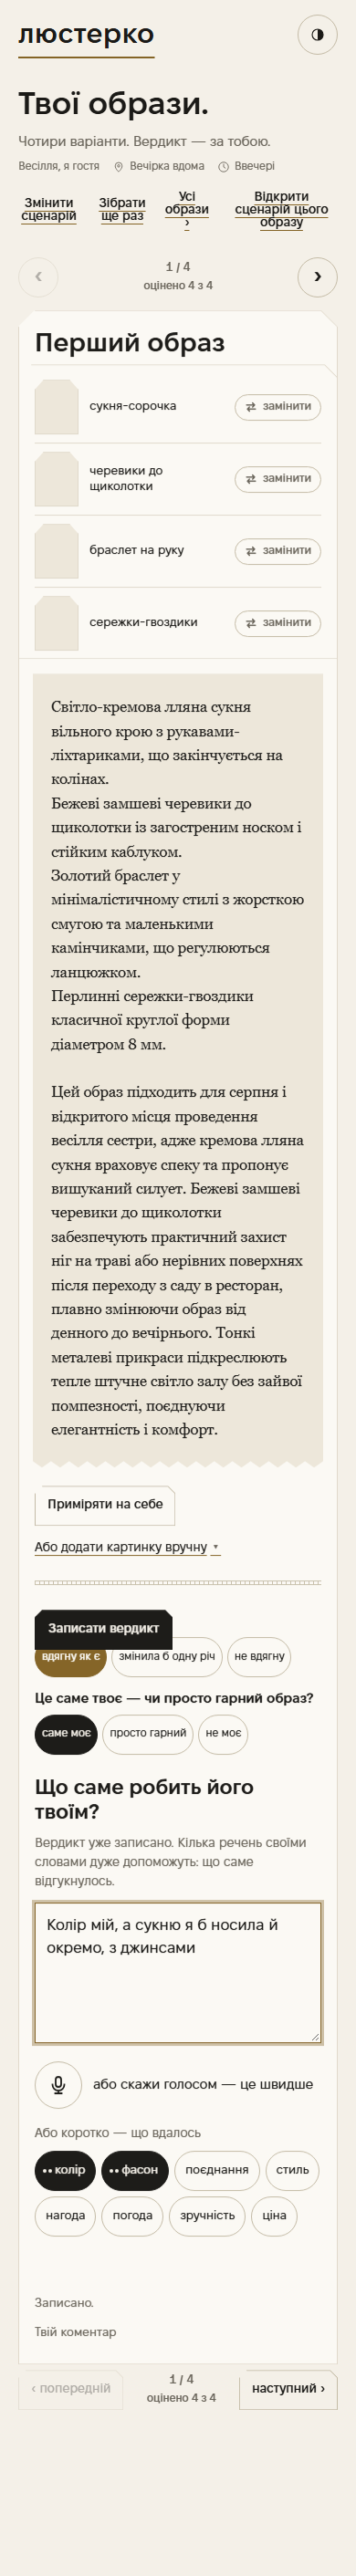 люстерко
Твої образи.
Чотири варіанти. Вердикт — за тобою.
Весілля, я гостя Вечірка вдома Ввечері
Змінити
сценарій
Зібрати
ще раз
Усі
образи
›
Відкрити
сценарій цього
образу
‹
1 / 4
оцінено 4 з 4
›
Перший образ
сукня-сорочка
замінити
черевики до
щиколотки
замінити
браслет на руку
замінити
сережки-гвоздики
замінити
Світло-кремова лляна сукня
вільного крою з рукавами-
ліхтариками, що закінчується на
колінах.
Бежеві замшеві черевики до
щиколотки із загостреним носком і
стійким каблуком.
Золотий браслет у
мінімалістичному стилі з жорсткою
смугою та маленькими
камінчиками, що регулюються
ланцюжком.
Перлинні сережки-гвоздики
класичної круглої форми
діаметром 8 мм.
Цей образ підходить для серпня і
відкритого місця проведення
весілля сестри, адже кремова лляна
сукня враховує спеку та пропонує
вишуканий силует. Бежеві замшеві
черевики до щиколотки
забезпечують практичний захист
ніг на траві або нерівних поверхнях
після переходу з саду в ресторан,
плавно змінюючи образ від
денного до вечірнього. Тонкі
металеві прикраси підкреслюють
тепле штучне світло залу без зайвої
помпезності, поєднуючи
елегантність і комфорт.
Приміряти на себе
Або додати картинку вручну
Записати вердикт
вдягну як є змінила б одну річ не вдягну
Це саме твоє — чи просто гарний образ?
саме моє просто гарний не моє
Що саме робить його
твоїм?
Вердикт уже записано. Кілька речень своїми
словами дуже допоможуть: що саме
відгукнулось.
Колір мій, а сукню я б носила й
окремо, з джинсами
або скажи голосом — це швидше
Або коротко — що вдалось
колір фасон поєднання стиль
нагода погода зручність ціна
Записано.
Твій коментар
‹ попередній
1 / 4
оцінено 4 з 4
наступний ›